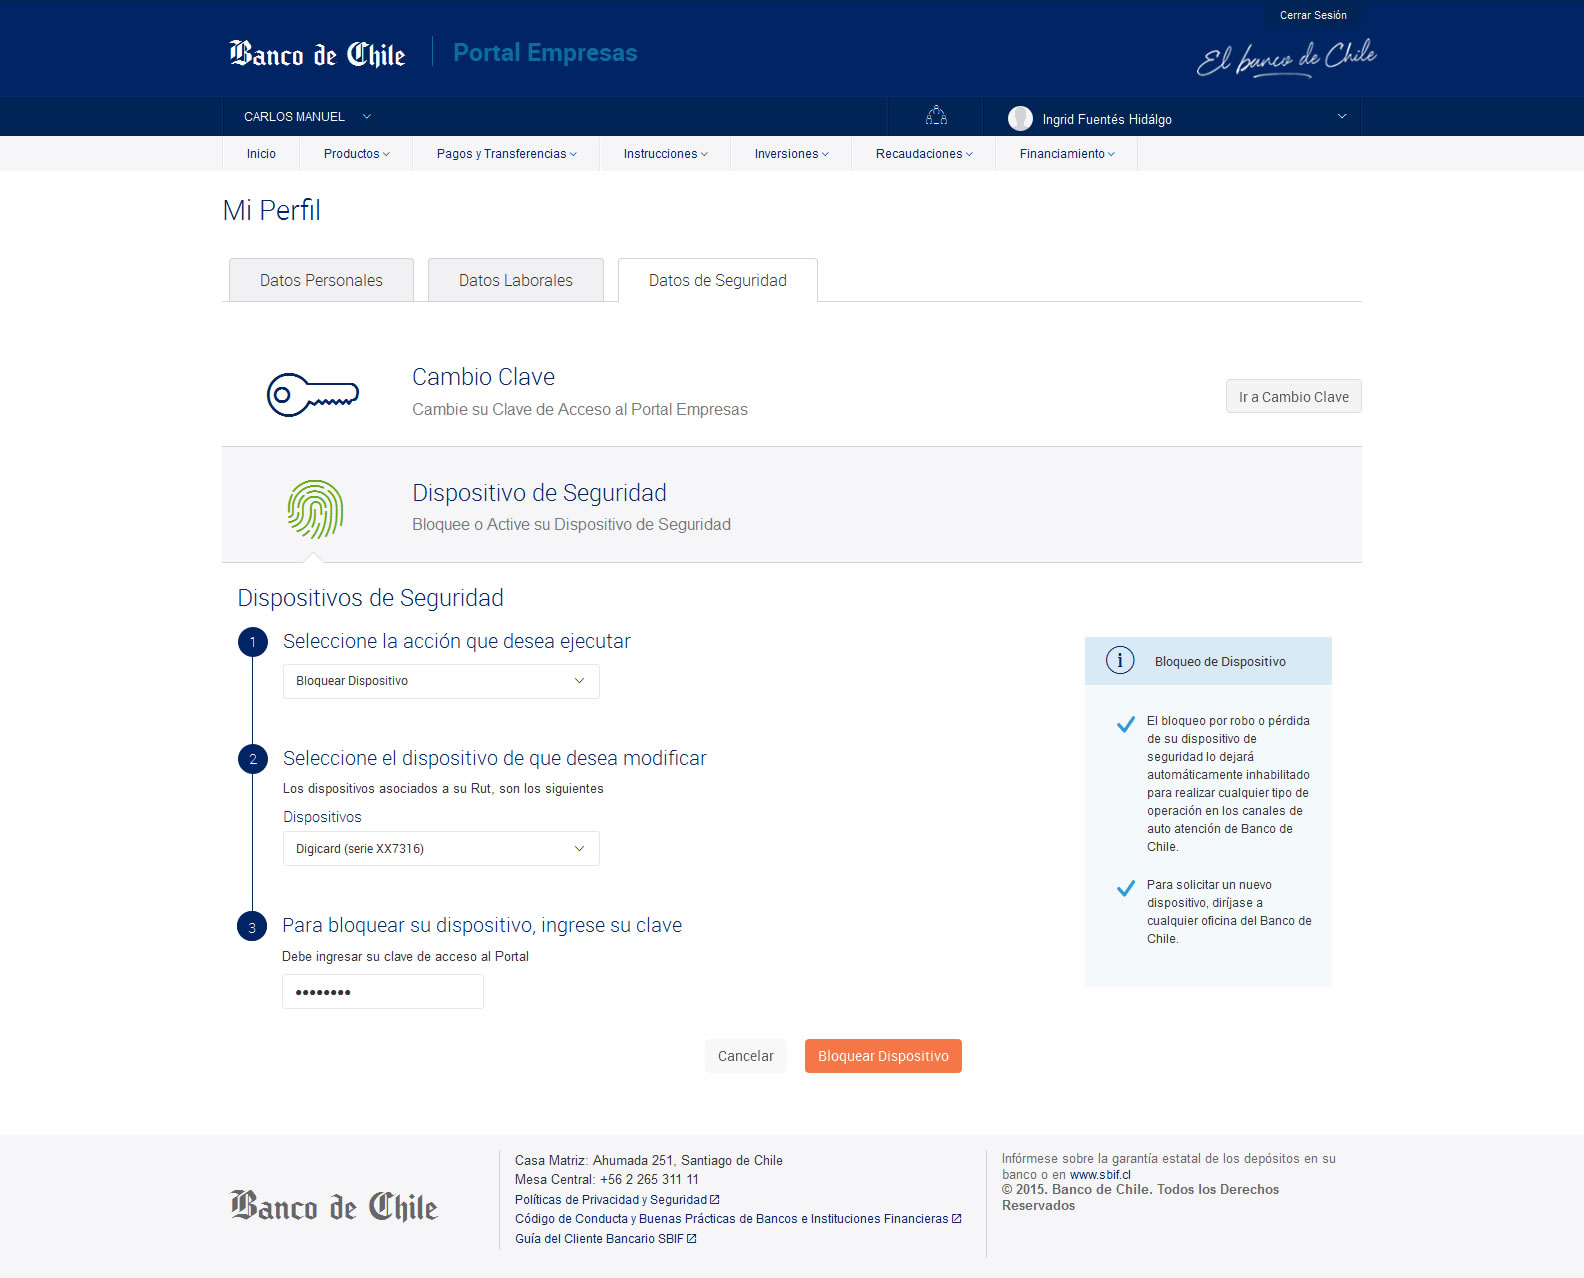 Cerrar Sesión
Banco de Chile
Portal Empresas
El banco de Chile
CARLOS MANUEL
Ingrid Fuentés Hidálgo
Inicio
Productos
Pagos y Transferencias
Instrucciones
Inversiones
Recaudaciones
Financiamiento
Mi Perfil
Datos Personales
Datos Laborales
Datos de Seguridad
Cambio Clave
Cambie su Clave de Acceso al Portal Empresas
Ir a Cambio Clave
Dispositivo de Seguridad
Bloquee o Active su Dispositivo de Seguridad
Dispositivos de Seguridad
1
Seleccione la acción que desea ejecutar
Bloquear Dispositivo
2
Seleccione el dispositivo de que desea modificar
Los dispositivos asociados a su Rut, son los siguientes
Dispositivos
Digicard (serie XX7316)
3
Para bloquear su dispositivo, ingrese su clave
Debe ingresar su clave de acceso al Portal
••••••••
Cancelar
Bloquear Dispositivo
i
Bloqueo de Dispositivo
El bloqueo por robo o pérdida
de su dispositivo de
seguridad lo dejará
automáticamente inhabilitado
para realizar cualquier tipo de
operación en los canales de
auto atención de Banco de
Chile.
Para solicitar un nuevo
dispositivo, diríjase a
cualquier oficina del Banco de
Chile.
Banco de Chile
Casa Matriz: Ahumada 251, Santiago de Chile
Mesa Central: +56 2 265 311 11
Políticas de Privacidad y Seguridad
Código de Conducta y Buenas Prácticas de Bancos e Instituciones Financieras
Guía del Cliente Bancario SBIF
Infórmese sobre la garantía estatal de los depósitos en su
banco o en www.sbif.cl
© 2015. Banco de Chile. Todos los Derechos
Reservados